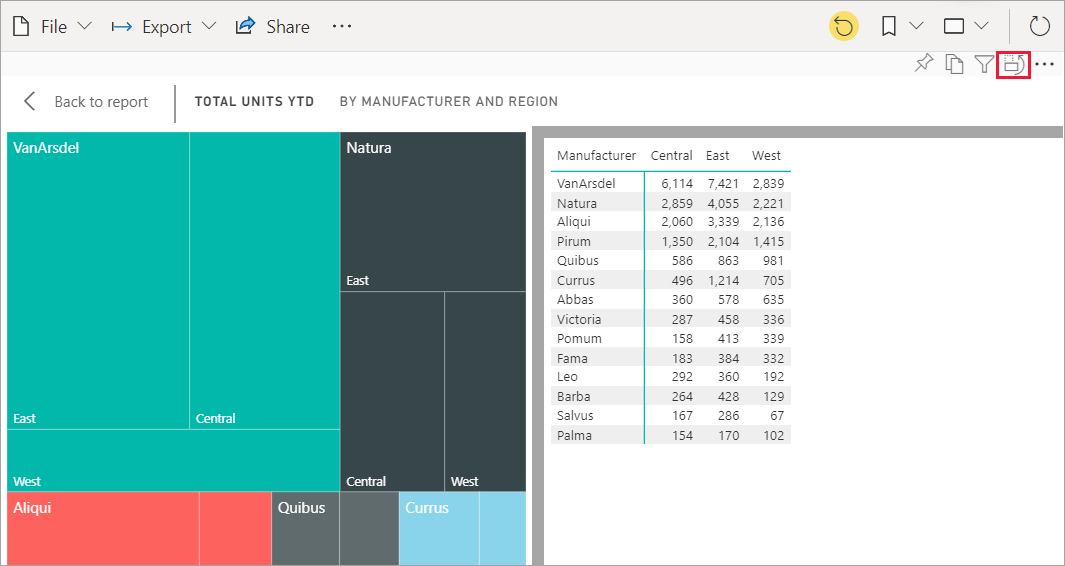 File Export Share ...
Back to report TOTAL UNITS YTD BY MANUFACTURER AND REGION
VanArsdel
East
Central
West
Natura
East
Central
West
Aliqui
Quibus
Currus
Manufacturer Central East West
VanArsdel 6,114 7,421 2,839
Natura 2,859 4,055 2,221
Aliqui 2,060 3,339 2,136
Pirum 1,350 2,104 1,415
Quibus 586 863 981
Currus 496 1,214 705
Abbas 360 578 635
Victoria 287 458 336
Pomum 158 413 339
Fama 183 384 332
Leo 292 360 192
Barba 264 428 129
Salvus 167 286 67
Palma 154 170 102